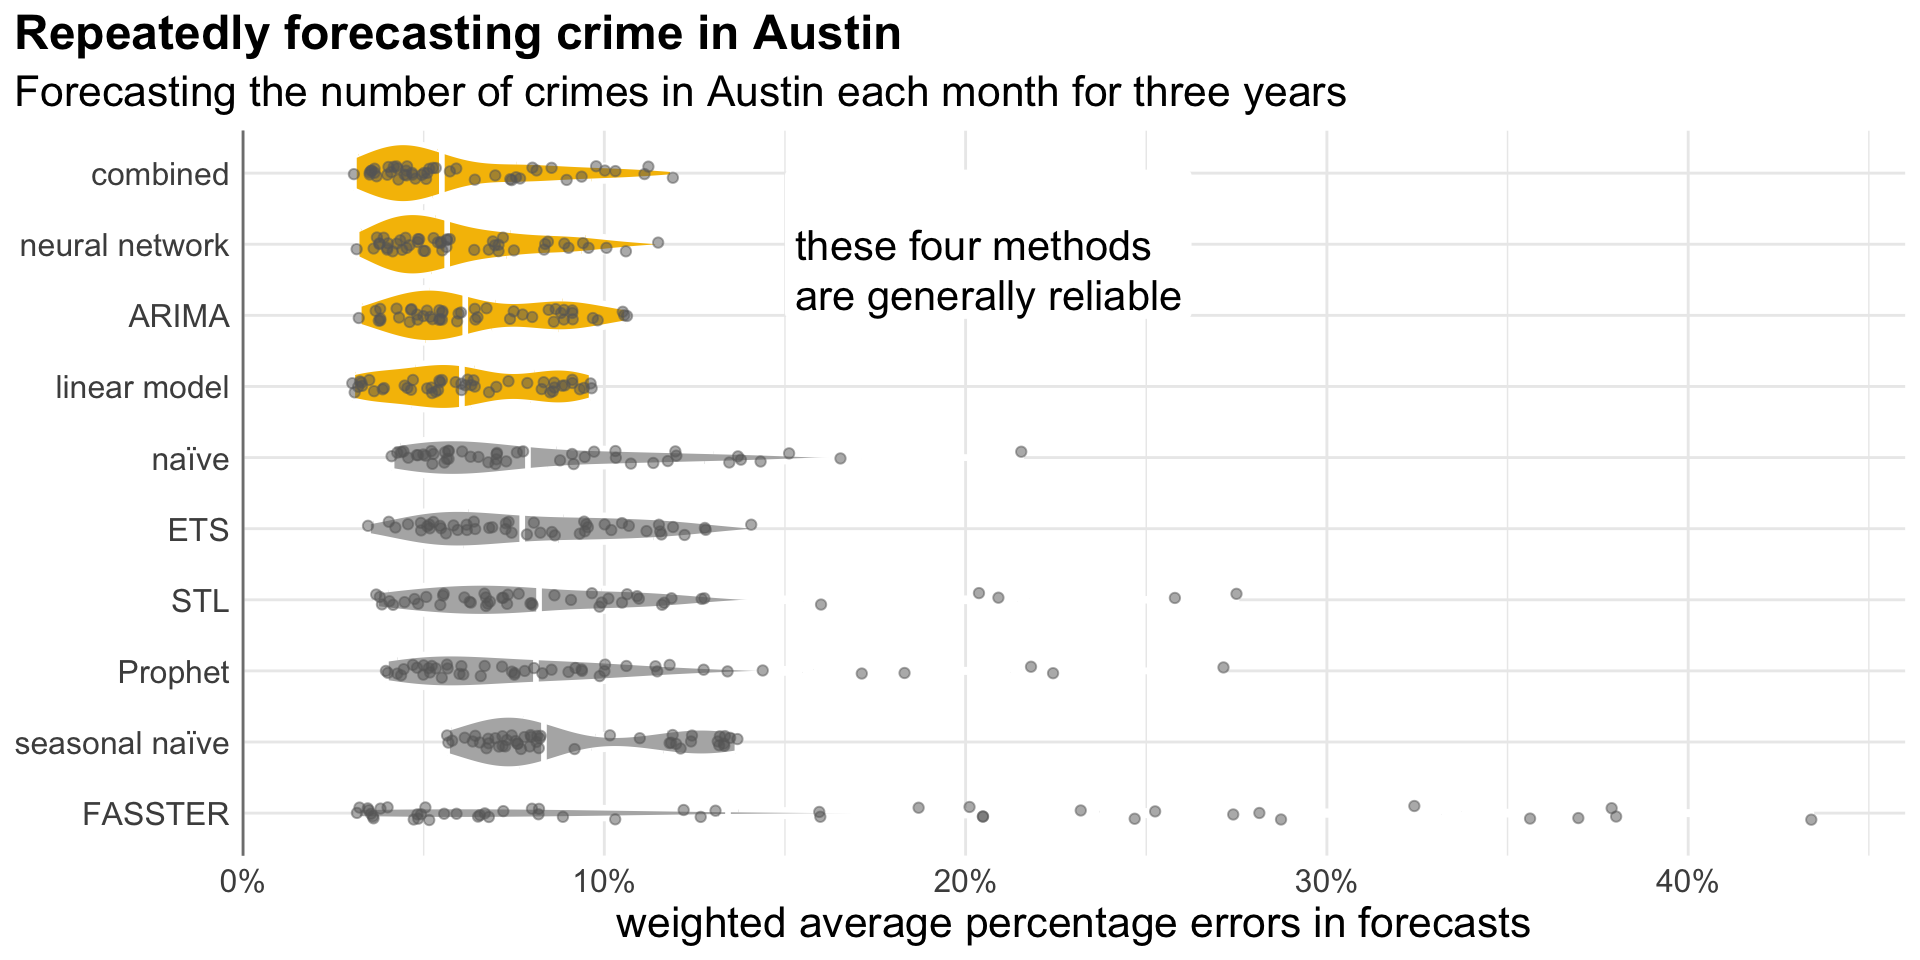 Repeatedly forecasting crime in Austin
Forecasting the number of crimes in Austin each month for three years
combined
neural network
these four methods
are generally reliable
ARIMA
linear model
naïve
ETS
STL
Prophet
seasonal naïve
FASSTER
0% 10% 20% 30% 40%
weighted average percentage errors in forecasts